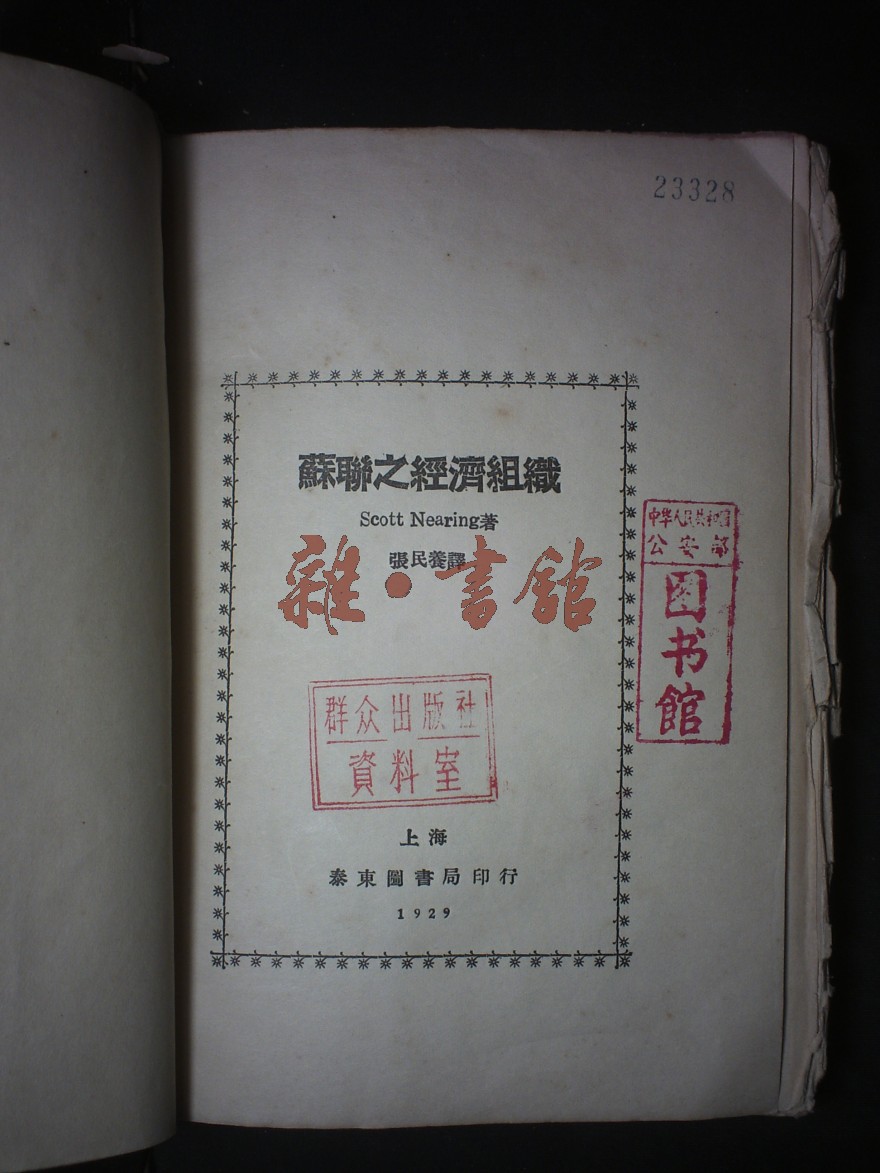 23328
蘇聯之經濟組織
Scott Nearing著
張民養譯
雜·書館
中华人民共和国
公安部
图书馆
群众出版社
資料室
上海
泰東圖書局印行
1929